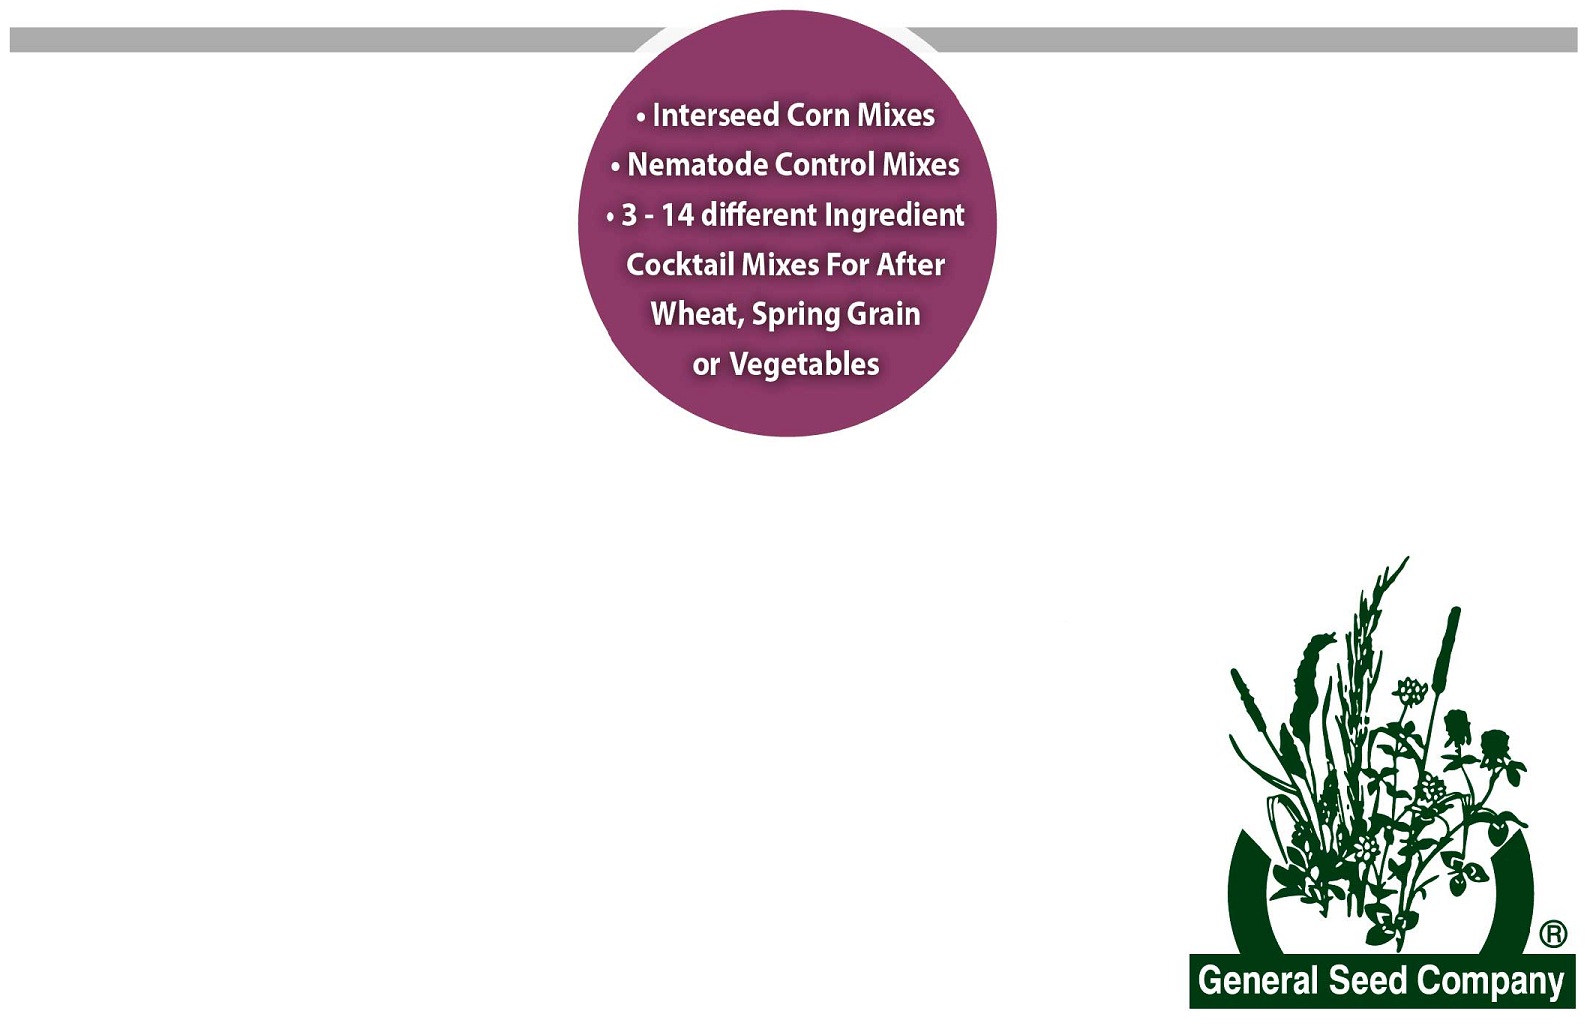 • Interseed Corn Mixes
• Nematode Control Mixes
• 3 - 14 different Ingredient
Cocktail Mixes For After
Wheat, Spring Grain
or Vegetables
®
General Seed Company